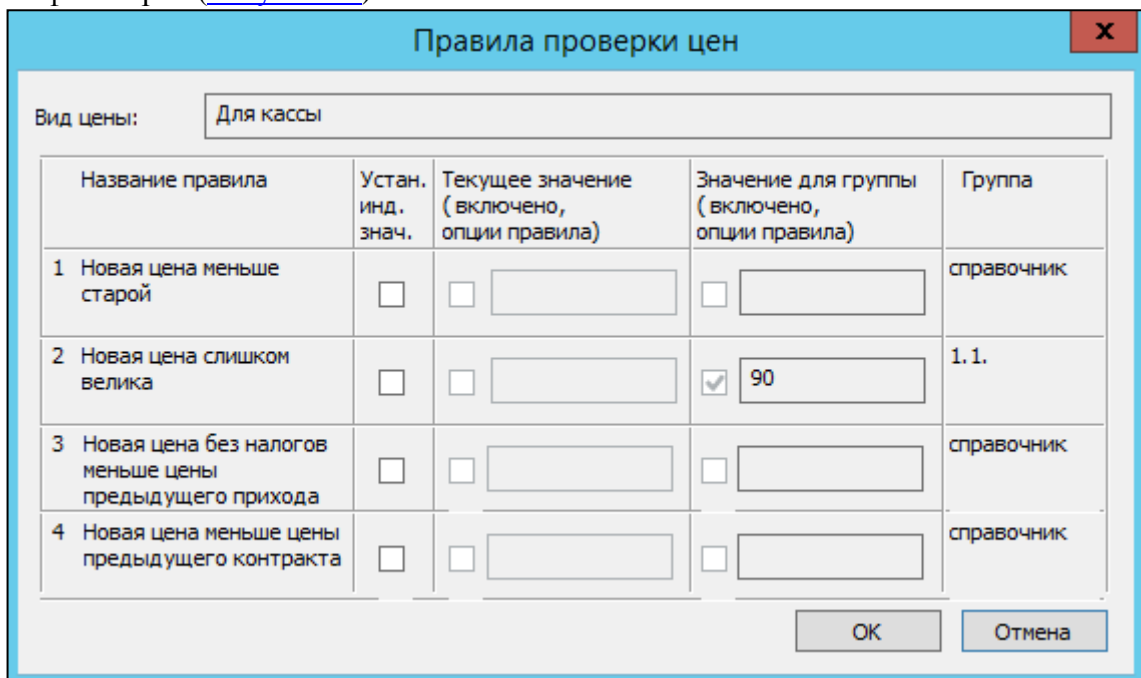 Правила проверки цен
x
Вид цены:
Для кассы
Название правила
Устан.
инд.
знач.
Текущее значение
( включено,
опции правила)
Значение для группы
( включено,
опции правила)
Группа
1 Новая цена меньше
старой
справочник
2 Новая цена слишком
велика
90
1.1.
3 Новая цена без налогов
меньше цены
предыдущего прихода
справочник
4 Новая цена меньше цены
предыдущего контракта
справочник
ОК
Отмена